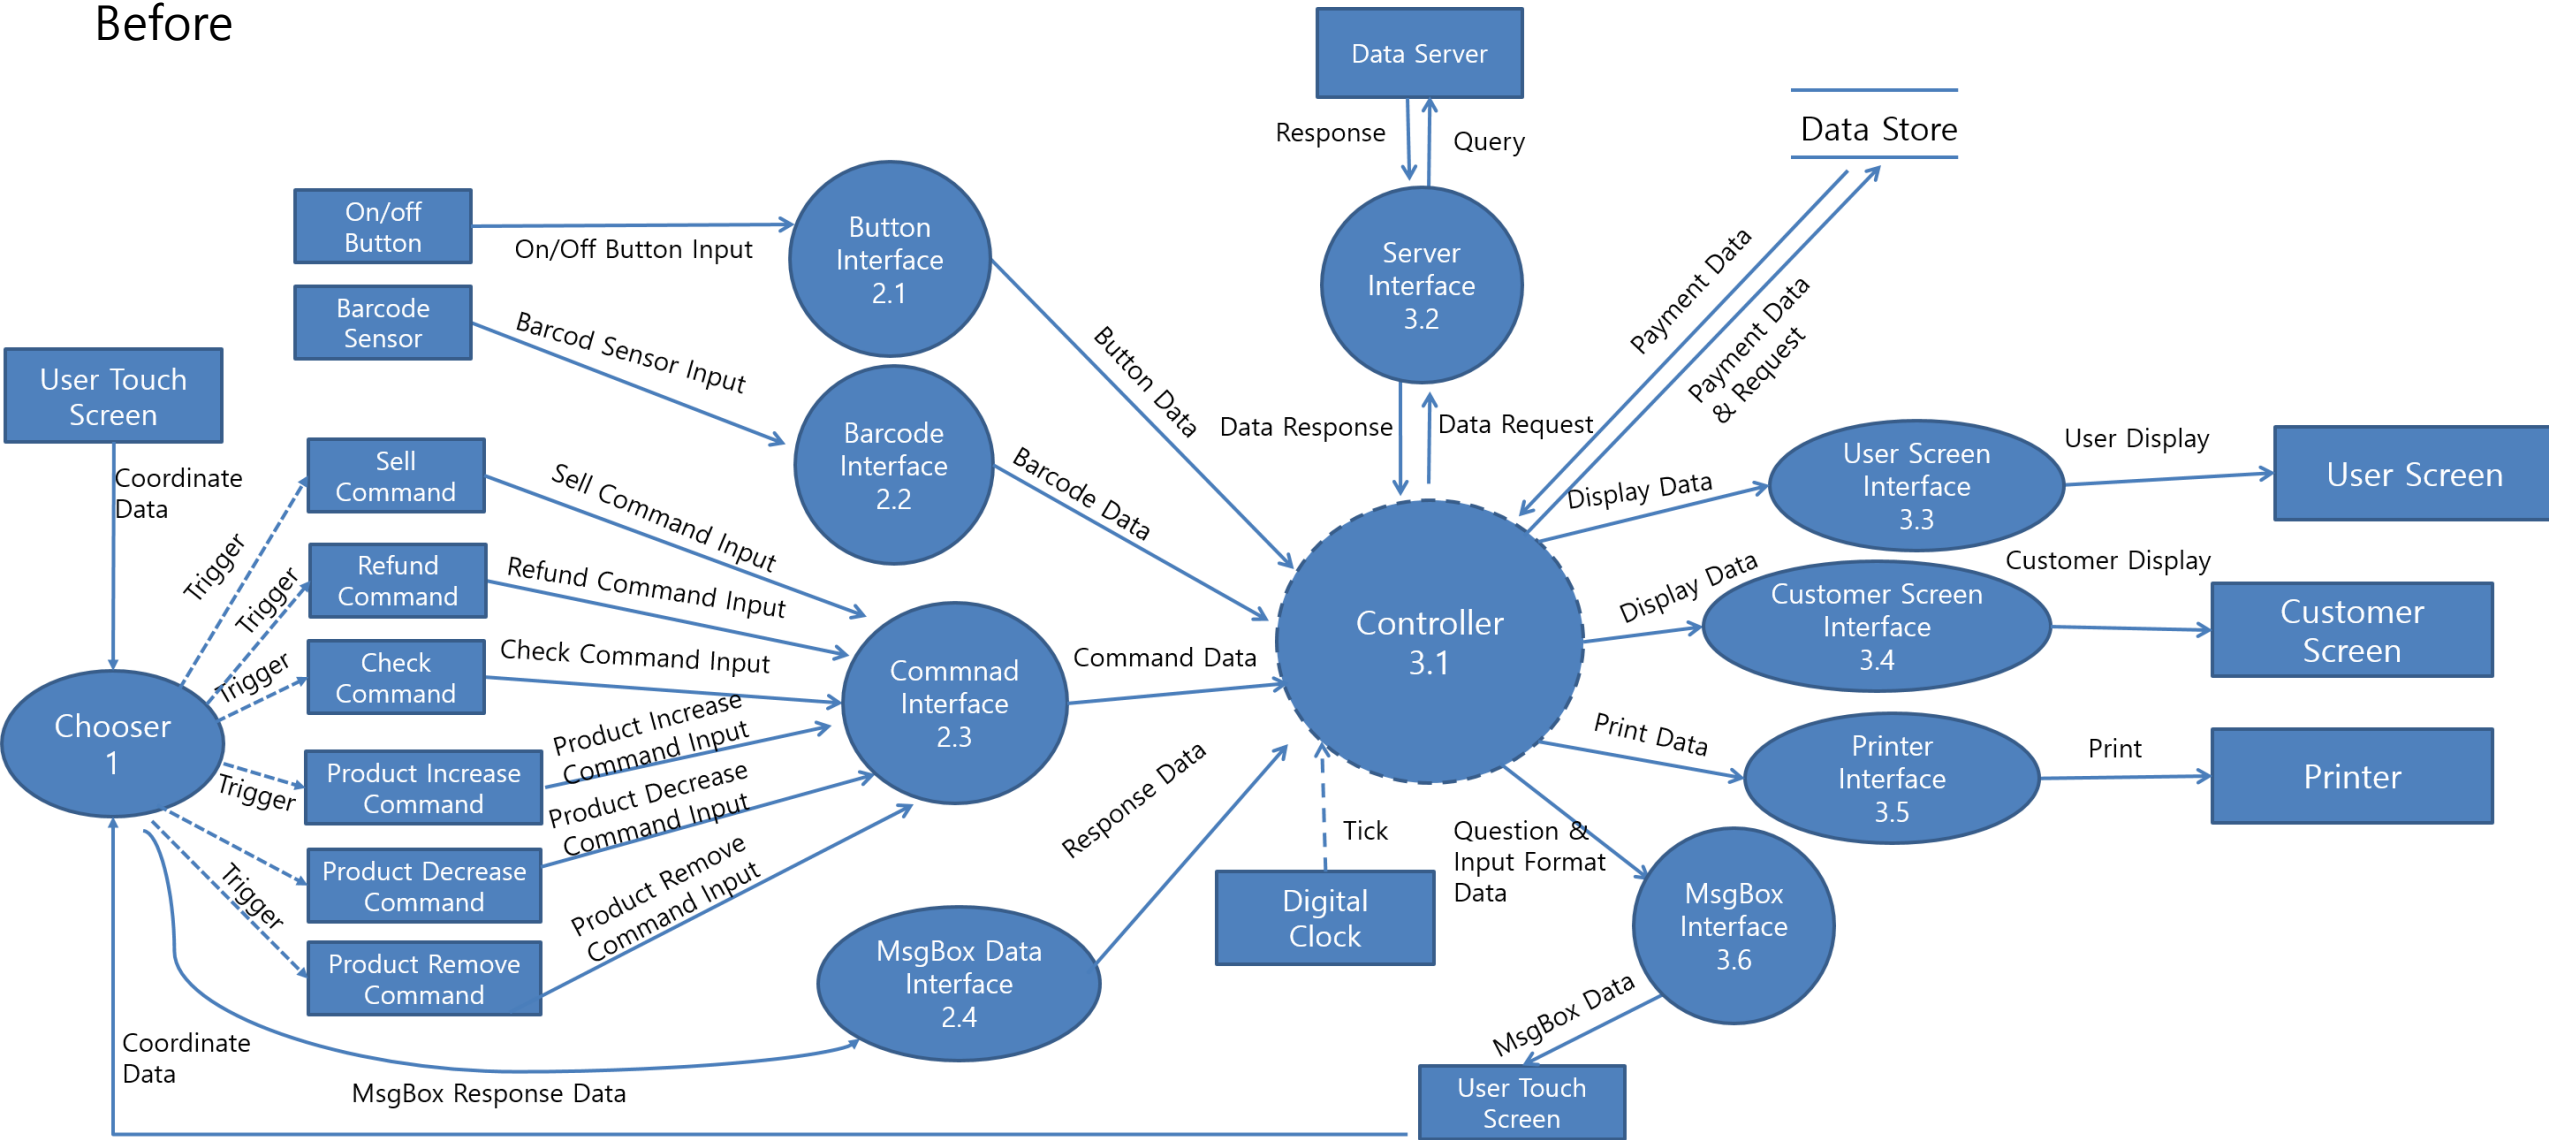 Before
Data Server
Response
Query
Data Store
On/off
Button
On/Off Button Input
Button
Interface
2.1
Server
Interface
3.2
Barcode
Sensor
Barcod Sensor Input
Button Data
Payment Data
Payment Data
& Request
User Touch
Screen
Coordinate
Data
Barcode
Interface
2.2
Barcode Data
Data Response
Data Request
Sell
Command
Sell Command Input
Trigger
Display Data
User Screen
Interface
3.3
User Display
User Screen
Refund
Command
Refund Command Input
Trigger
Display Data
Customer Screen
Interface
3.4
Customer Display
Customer
Screen
Check
Command
Check Command Input
Trigger
Commnad
Interface
2.3
Command Data
Controller
3.1
Chooser
1
Product Increase
Command Input
Product Increase
Command
Trigger
Print Data
Printer
Interface
3.5
Print
Printer
Product Decrease
Command Input
Product Decrease
Command
Trigger
Response Data
Tick
Digital
Clock
Question &
Input Format
Data
MsgBox
Interface
3.6
Product Remove
Command Input
Product Remove
Command
MsgBox Data
Interface
2.4
MsgBox Data
Coordinate
Data
MsgBox Response Data
User Touch
Screen